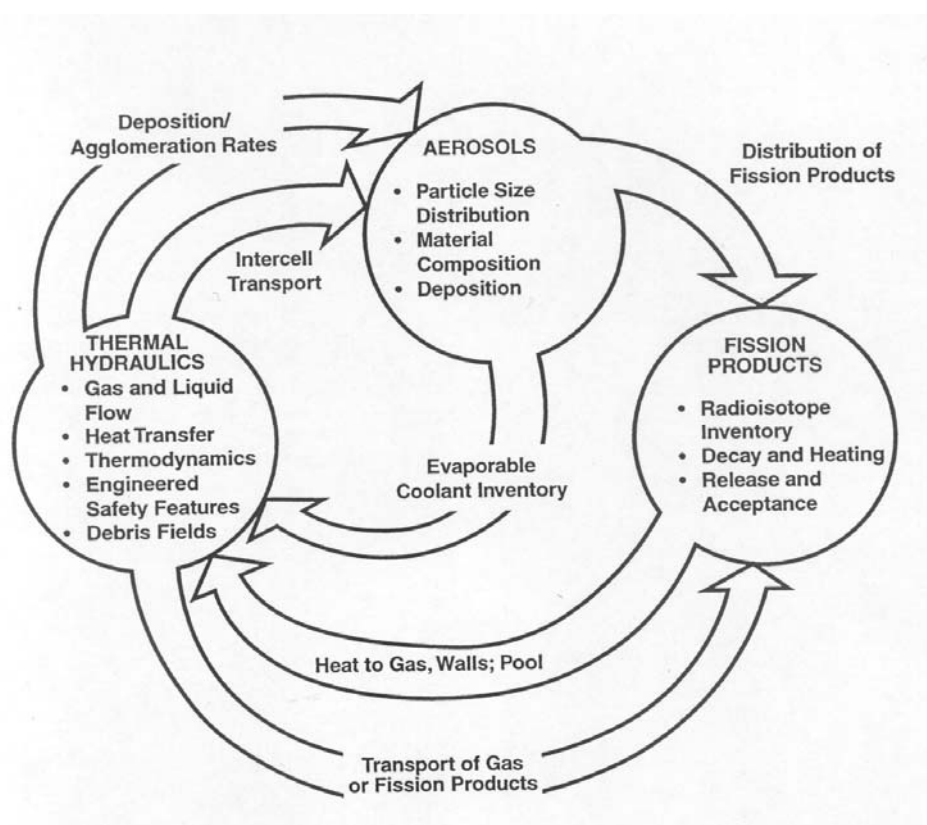 Deposition/
Agglomeration Rates
AEROSOLS
• Particle Size
Distribution
• Material
Composition
• Deposition
Distribution of
Fission Products
Intercell
Transport
THERMAL
HYDRAULICS
• Gas and Liquid
Flow
• Heat Transfer
• Thermodynamics
• Engineered
Safety Features
• Debris Fields
FISSION
PRODUCTS
• Radioisotope
Inventory
• Decay and Heating
• Release and
Acceptance
Evaporable
Coolant Inventory
Heat to Gas, Walls; Pool
Transport of Gas
or Fission Products